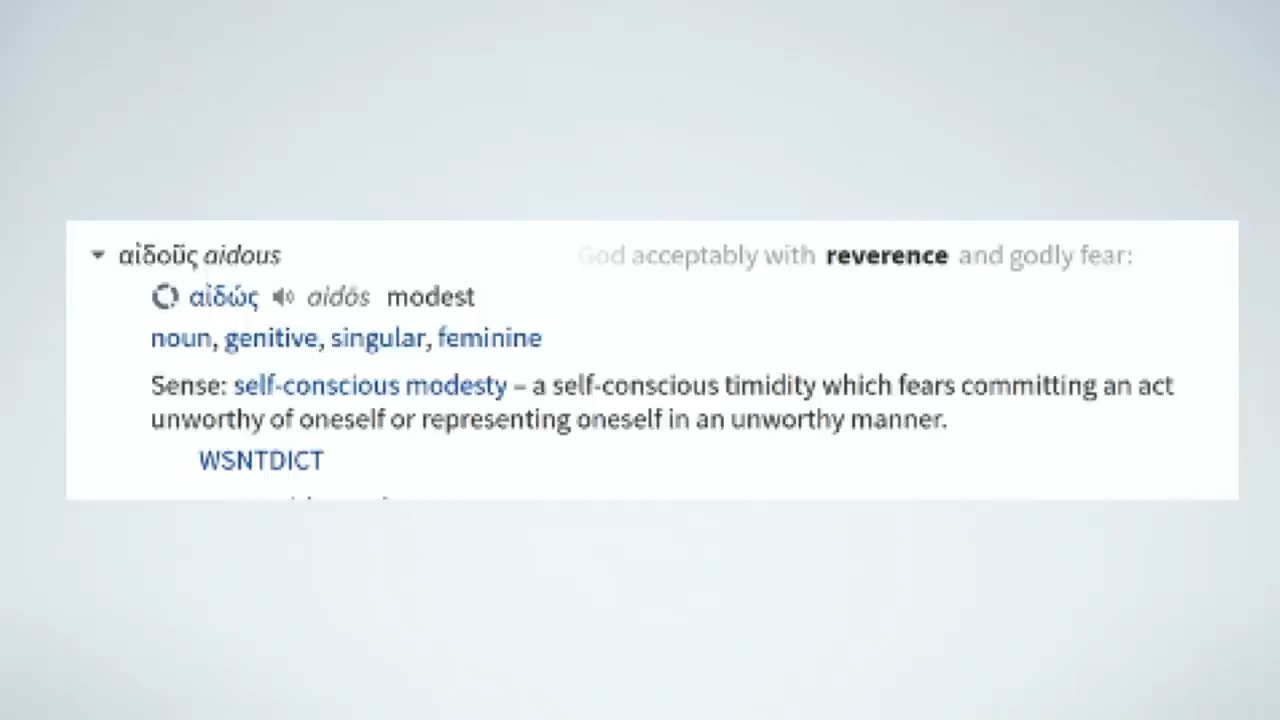 αἰδοῦς aidous God acceptably with reverence and godly fear:
αἰδώς aidōs modest
noun, genitive, singular, feminine
Sense: self-conscious modesty – a self-conscious timidity which fears committing an act
unworthy of oneself or representing oneself in an unworthy manner.
WSNTDICT